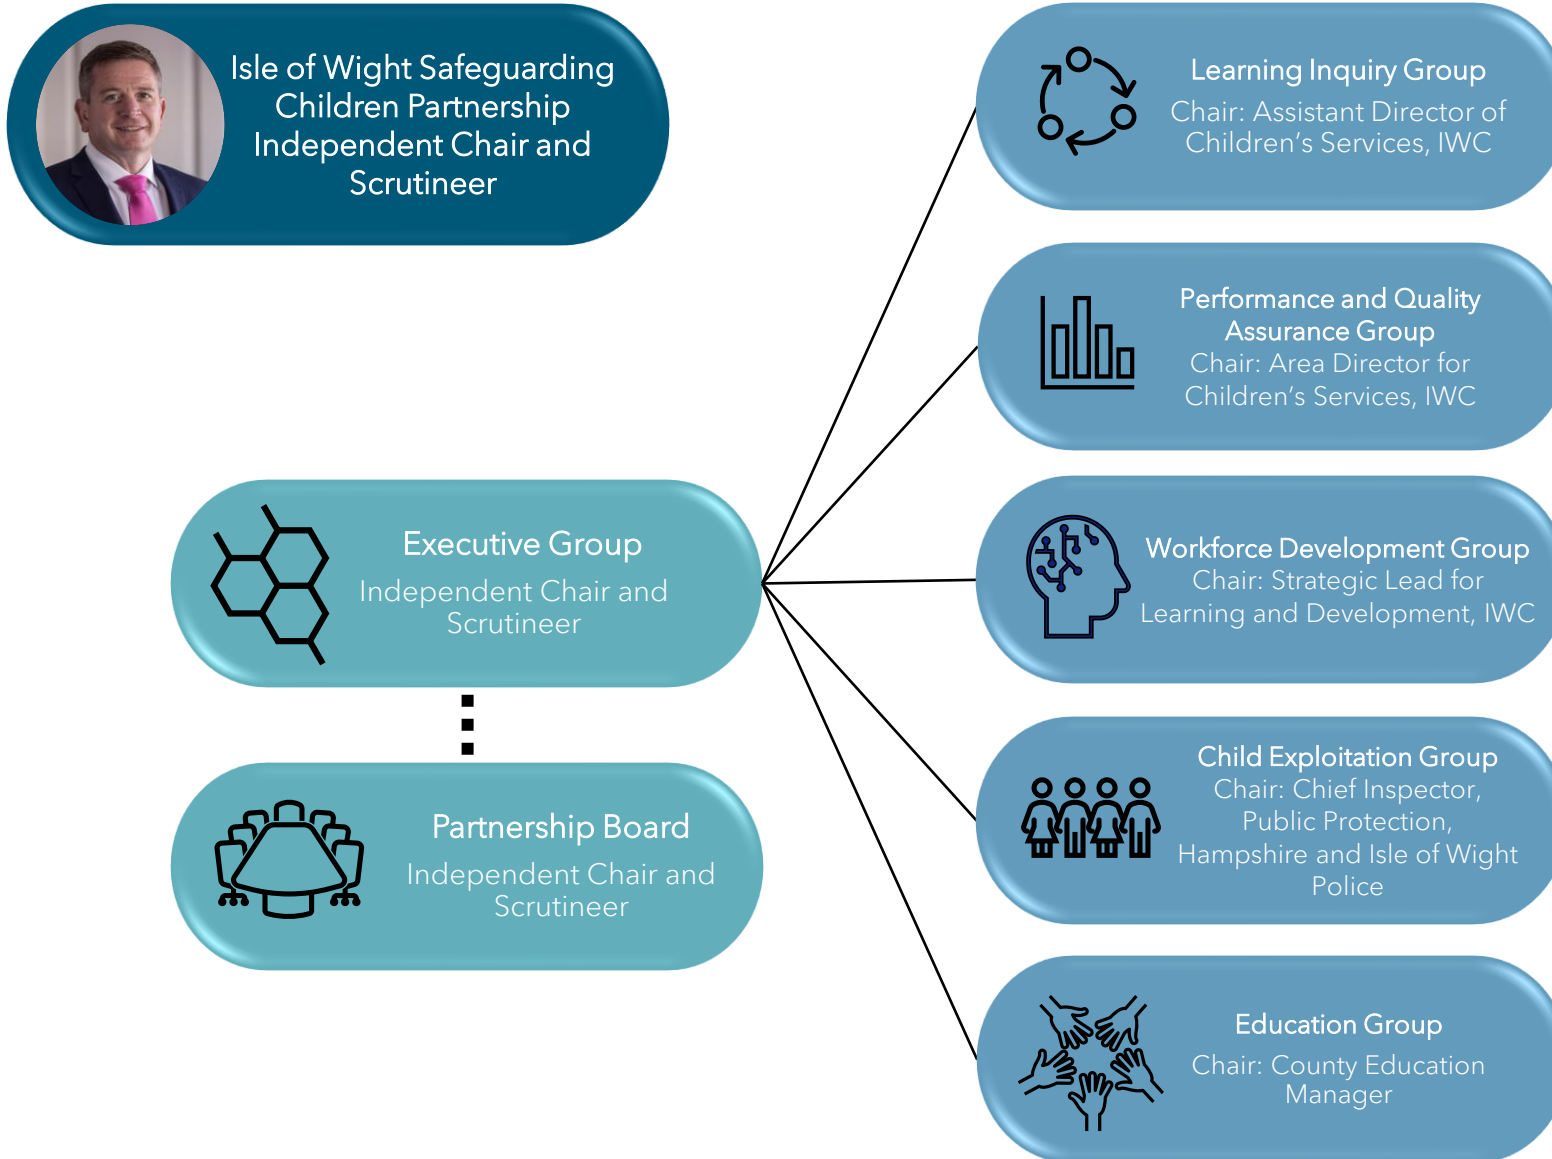 Isle of Wight Safeguarding
Children Partnership
Independent Chair and
Scrutineer
Executive Group
Independent Chair and
Scrutineer
Partnership Board
Independent Chair and
Scrutineer
Learning Inquiry Group
Chair: Assistant Director of
Children’s Services, IWC
Performance and Quality
Assurance Group
Chair: Area Director for
Children’s Services, IWC
Workforce Development Group
Chair: Strategic Lead for
Learning and Development, IWC
Child Exploitation Group
Chair: Chief Inspector,
Public Protection,
Hampshire and Isle of Wight
Police
Education Group
Chair: County Education
Manager